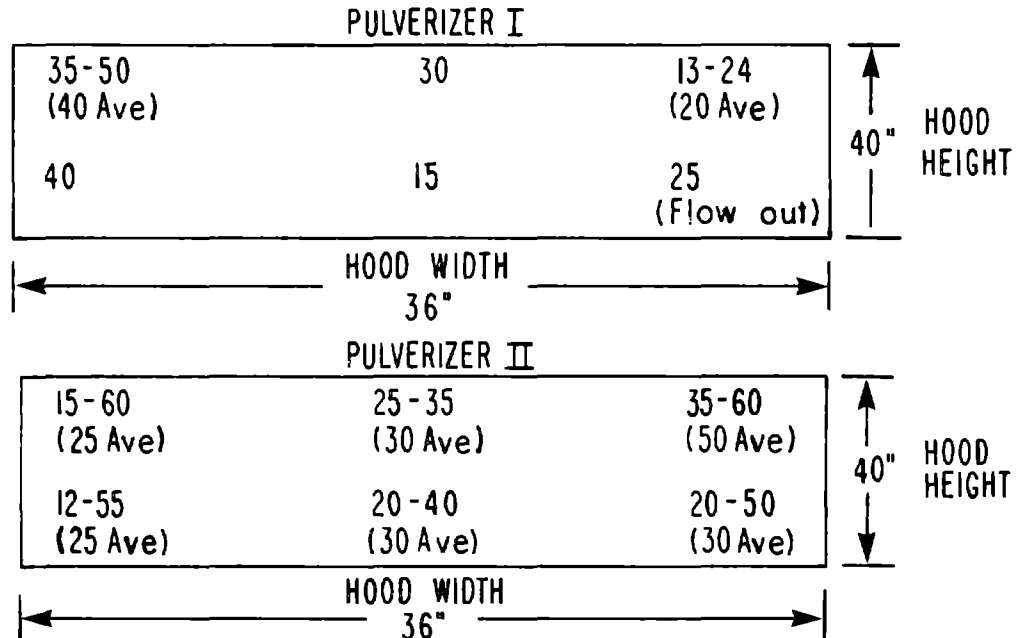 PULVERIZER I
35-50 30 13-24
(40 Ave) (20 Ave)
40" HOOD
HEIGHT
40 15 25
(Flow out)
HOOD WIDTH
36"
PULVERIZER II
15-60 25-35 35-60
(25 Ave) (30 Ave) (50 Ave)
40" HOOD
HEIGHT
12-55 20-40 20-50
(25 Ave) (30 Ave) (30 Ave)
HOOD WIDTH
36"